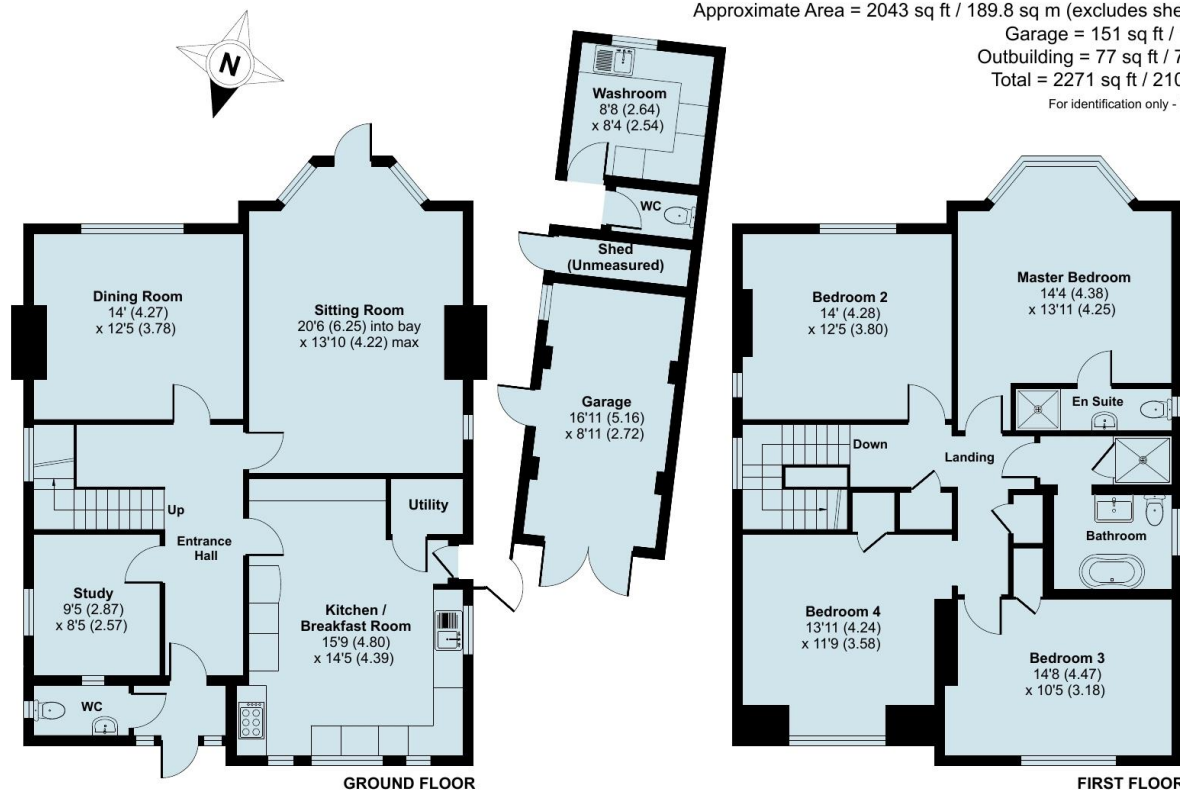 Approximate Area = 2043 sq ft / 189.8 sq m (excludes she
Garage = 151 sq ft /
Outbuilding = 77 sq ft / 7
Total = 2271 sq ft / 210
For identification only -
N
Washroom
8'8 (2.64)
x 8'4 (2.54)
WC
Shed
(Unmeasured)
Garage
16'11 (5.16)
x 8'11 (2.72)
Dining Room
14' (4.27)
x 12'5 (3.78)
Sitting Room
20'6 (6.25) into bay
x 13'10 (4.22) max
Up
Entrance
Hall
Utility
Study
9'5 (2.87)
x 8'5 (2.57)
Kitchen /
Breakfast Room
15'9 (4.80)
x 14'5 (4.39)
WC
GROUND FLOOR
Bedroom 2
14' (4.28)
x 12'5 (3.80)
Master Bedroom
14'4 (4.38)
x 13'11 (4.25)
En Suite
Down
Landing
Bathroom
Bedroom 4
13'11 (4.24)
x 11'9 (3.58)
Bedroom 3
14'8 (4.47)
x 10'5 (3.18)
FIRST FLOOR